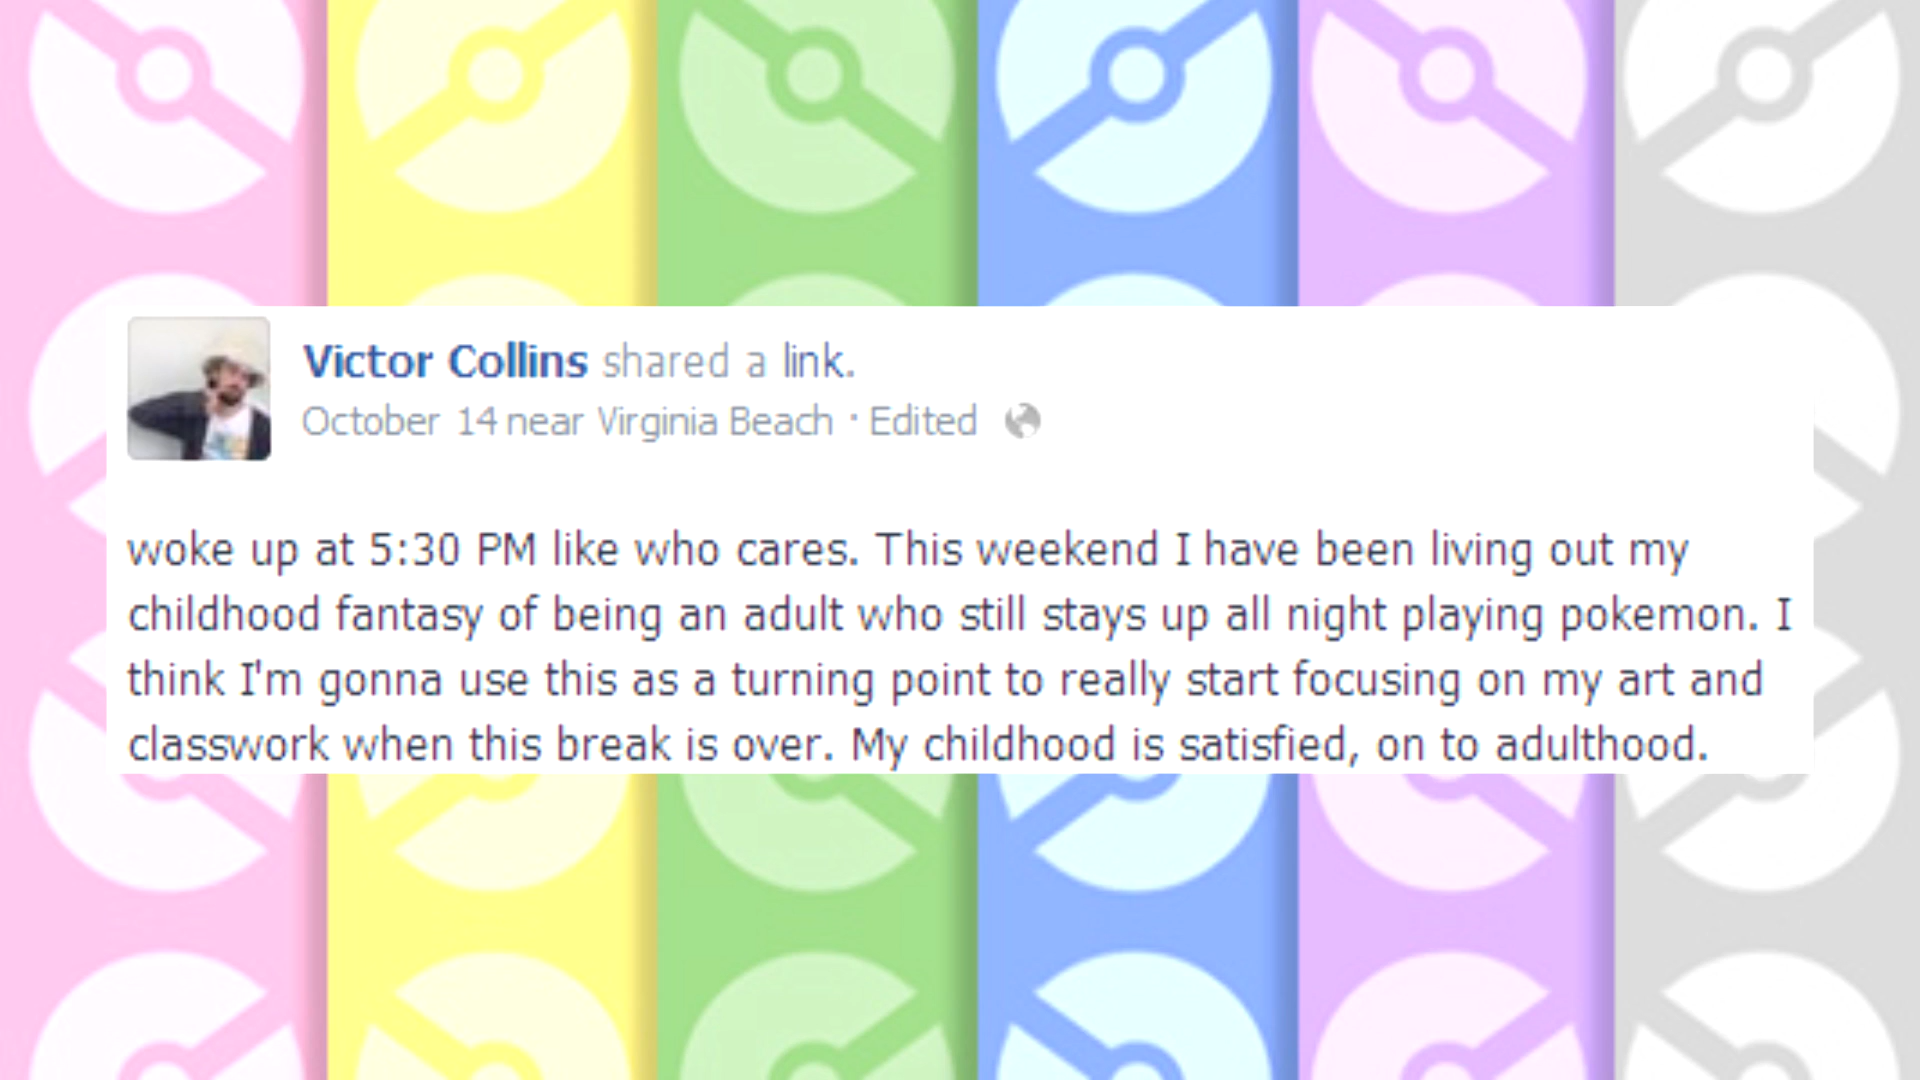 Victor Collins shared a link.
October 14 near Virginia Beach · Edited
woke up at 5:30 PM like who cares. This weekend I have been living out my
childhood fantasy of being an adult who still stays up all night playing pokemon. I
think I'm gonna use this as a turning point to really start focusing on my art and
classwork when this break is over. My childhood is satisfied, on to adulthood.